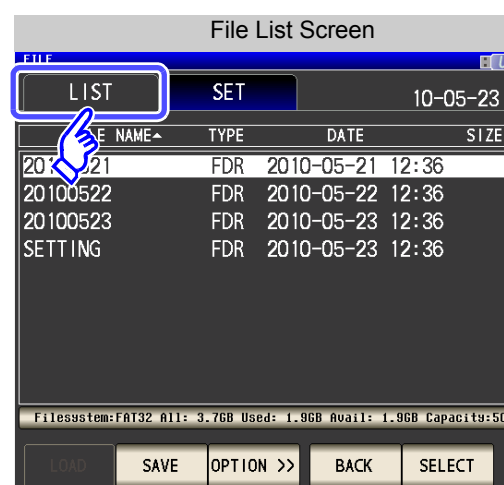 File List Screen
FILE
LIST SET 10-05-23
NAME▲ TYPE DATE SIZE
FDR 2010-05-21 12:36
20100522 FDR 2010-05-22 12:36
20100523 FDR 2010-05-23 12:36
SETTING FDR 2010-05-23 12:36
Filesystem:FAT32 All: 3.7GB Used: 1.9GB Avail: 1.9GB Capacity:50
LOAD SAVE OPTION >> BACK SELECT